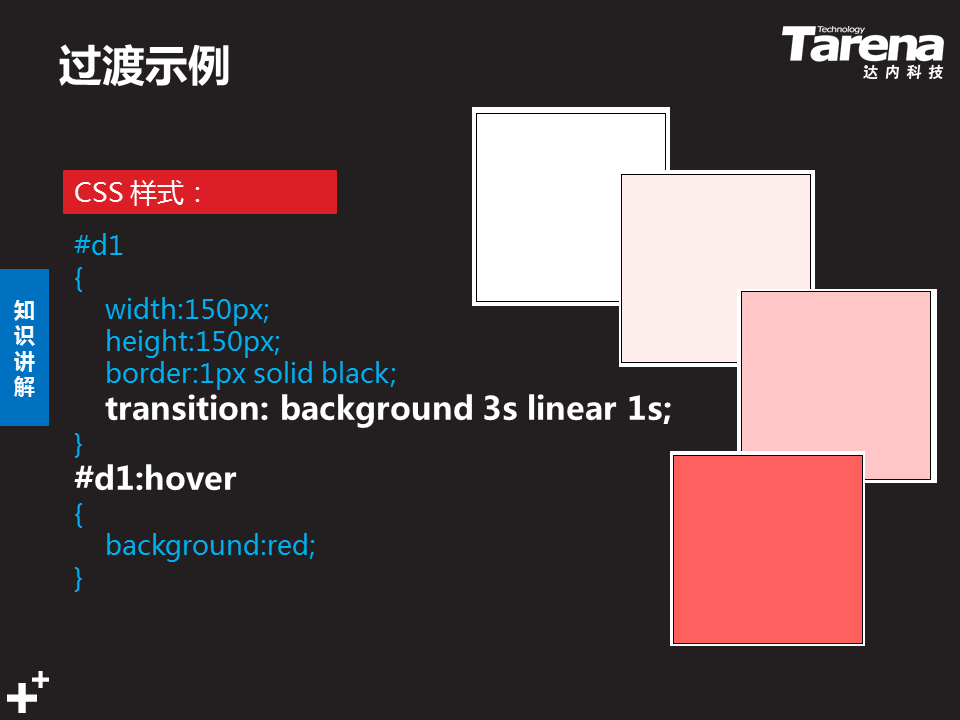 过渡示例
Technology
Tarena
达内科技
CSS 样式：
#d1
{
width:150px;
height:150px;
border:1px solid black;
transition: background 3s linear 1s;
}
#d1:hover
{
background:red;
}
知识讲解